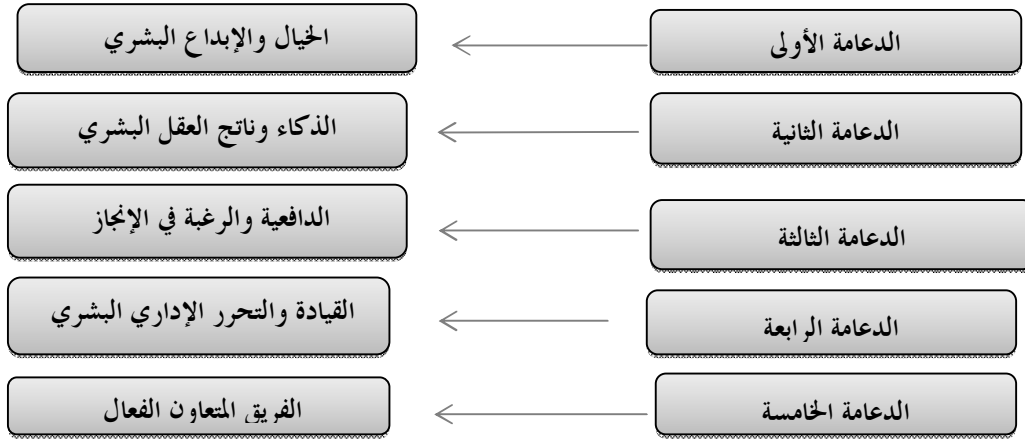 الدعامة الأولى
الخيال والإبداع البشري
الدعامة الثانية
الذكاء وناتج العقل البشري
الدعامة الثالثة
الدافعية والرغبة في الإنجاز
الدعامة الرابعة
القيادة والتحرر الإداري البشري
الدعامة الخامسة
الفريق المتعاون الفعال